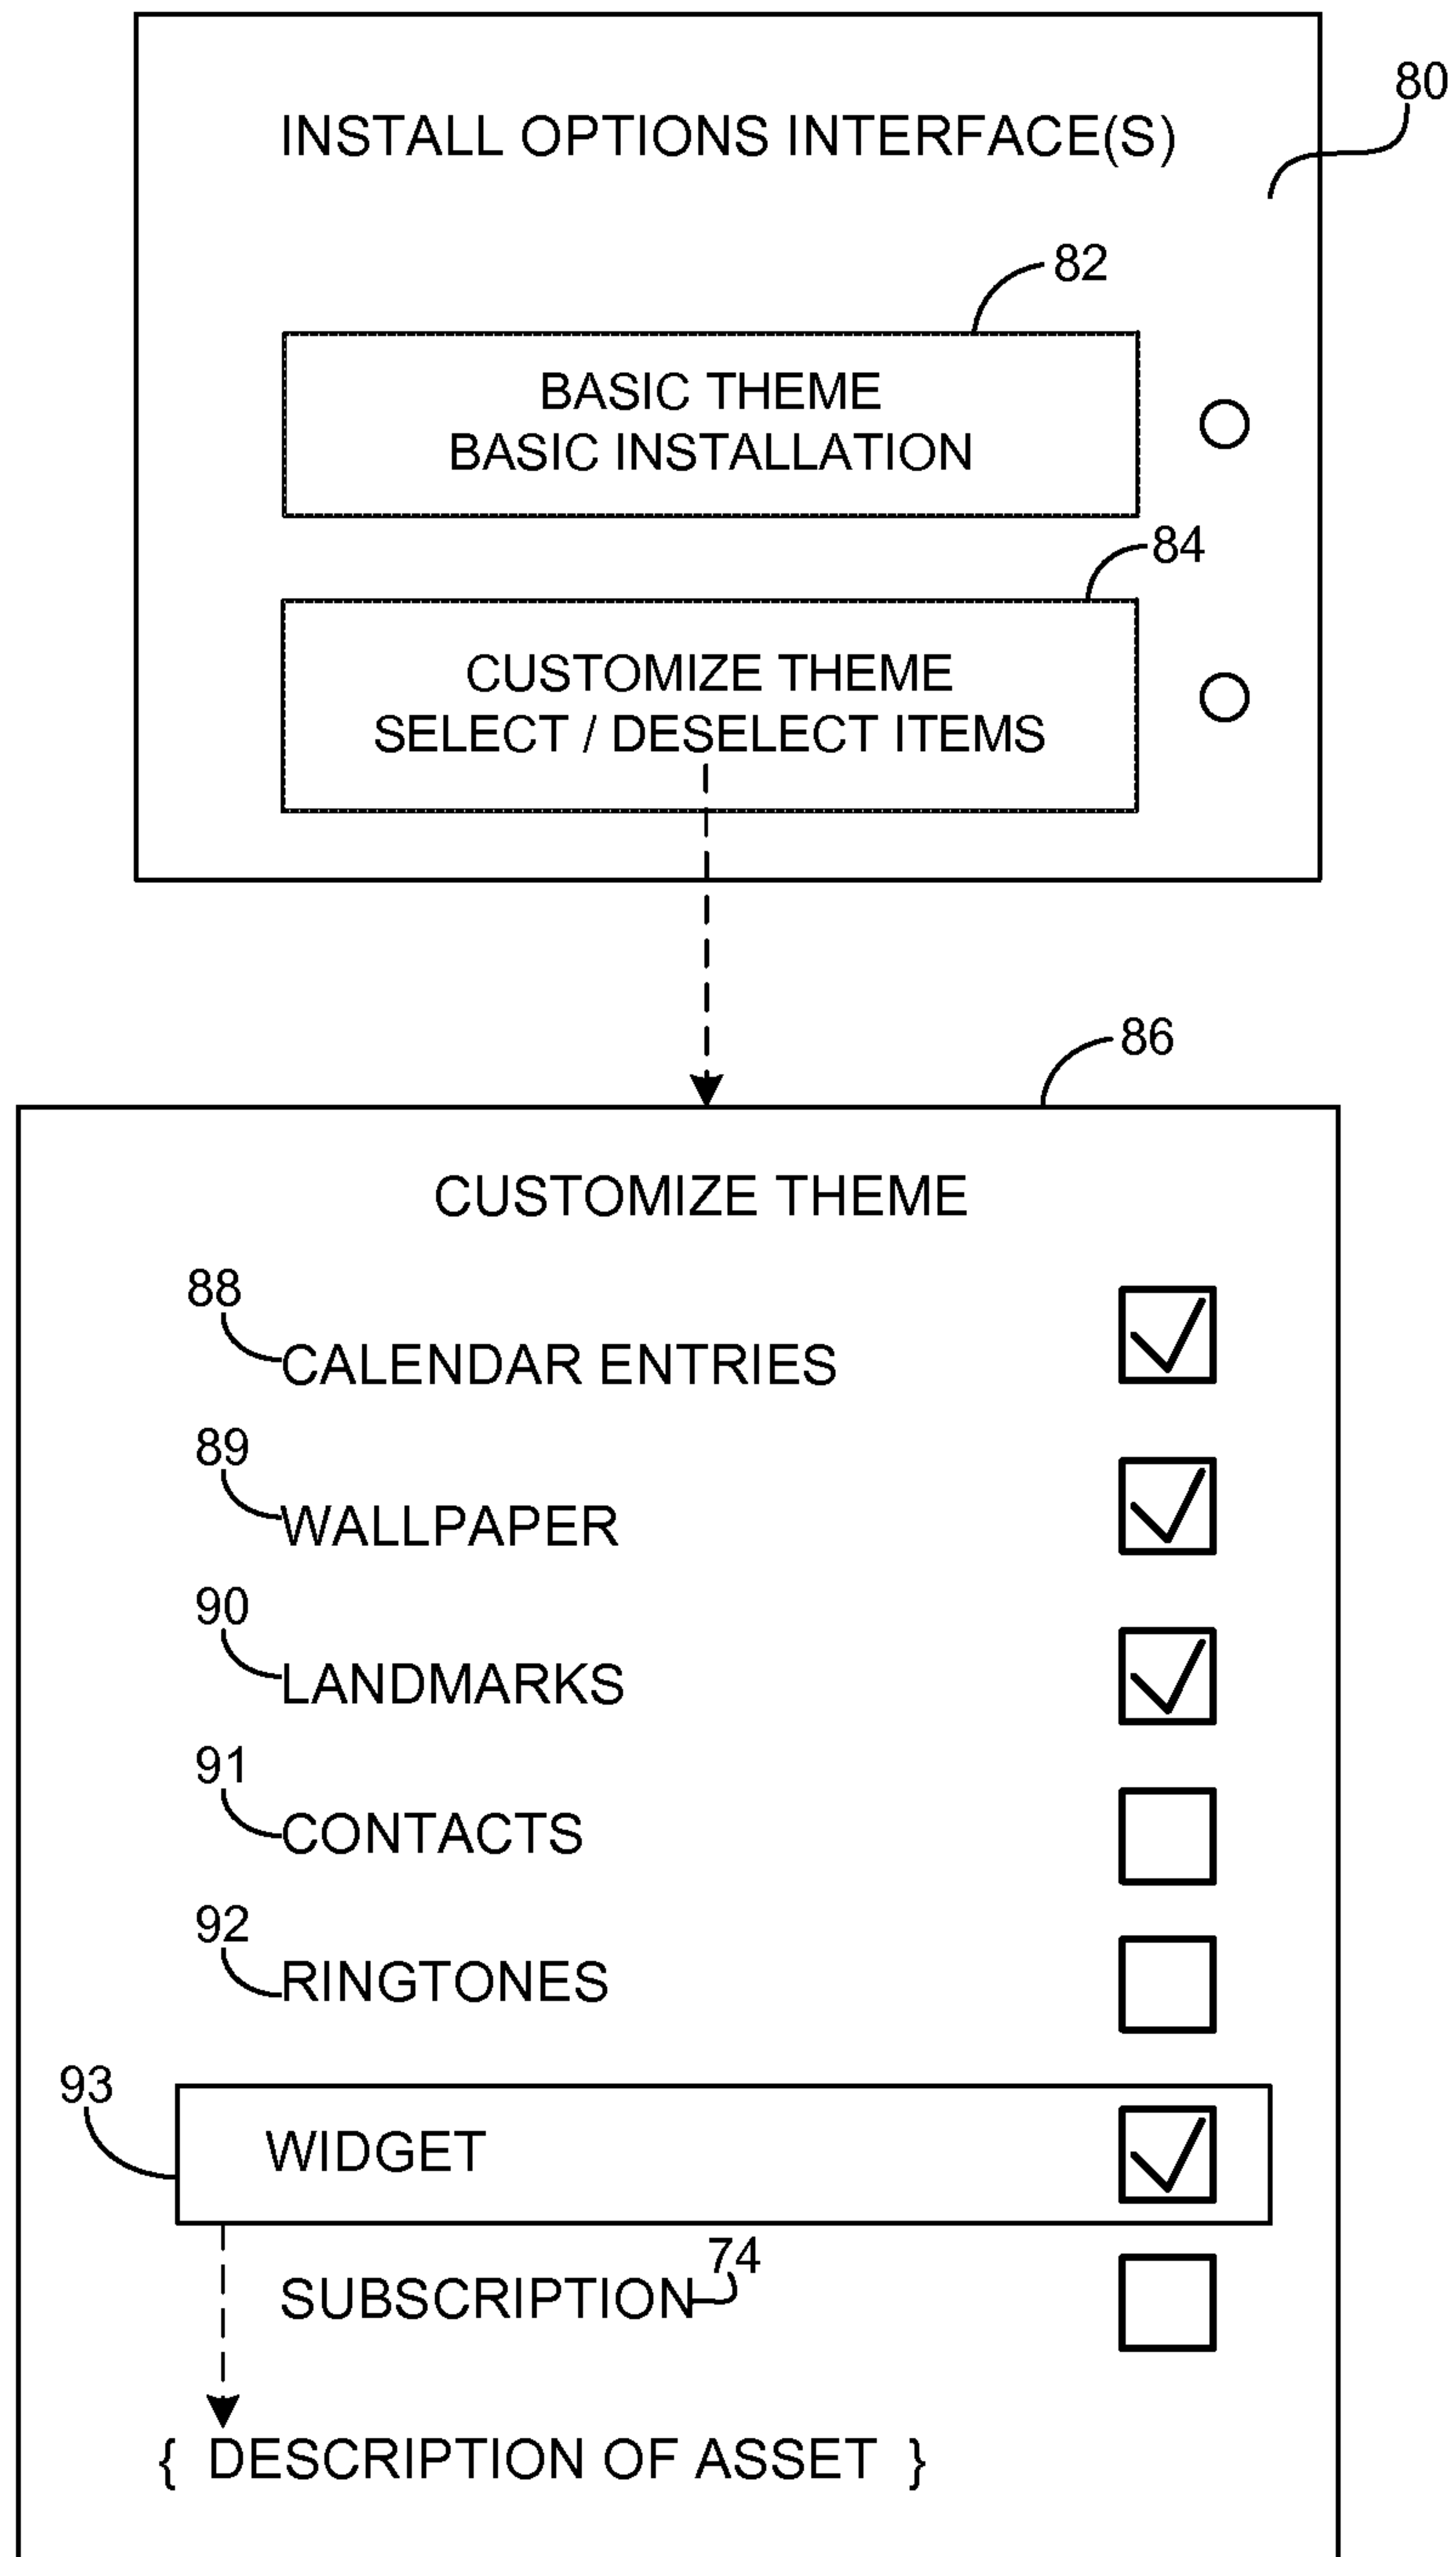 80
INSTALL OPTIONS INTERFACE(S)
82
BASIC THEME
BASIC INSTALLATION
84
CUSTOMIZE THEME
SELECT / DESELECT ITEMS
86
CUSTOMIZE THEME
88
CALENDAR ENTRIES
89
WALLPAPER
90
LANDMARKS
91
CONTACTS
92
RINGTONES
93
WIDGET
74
SUBSCRIPTION
{ DESCRIPTION OF ASSET }